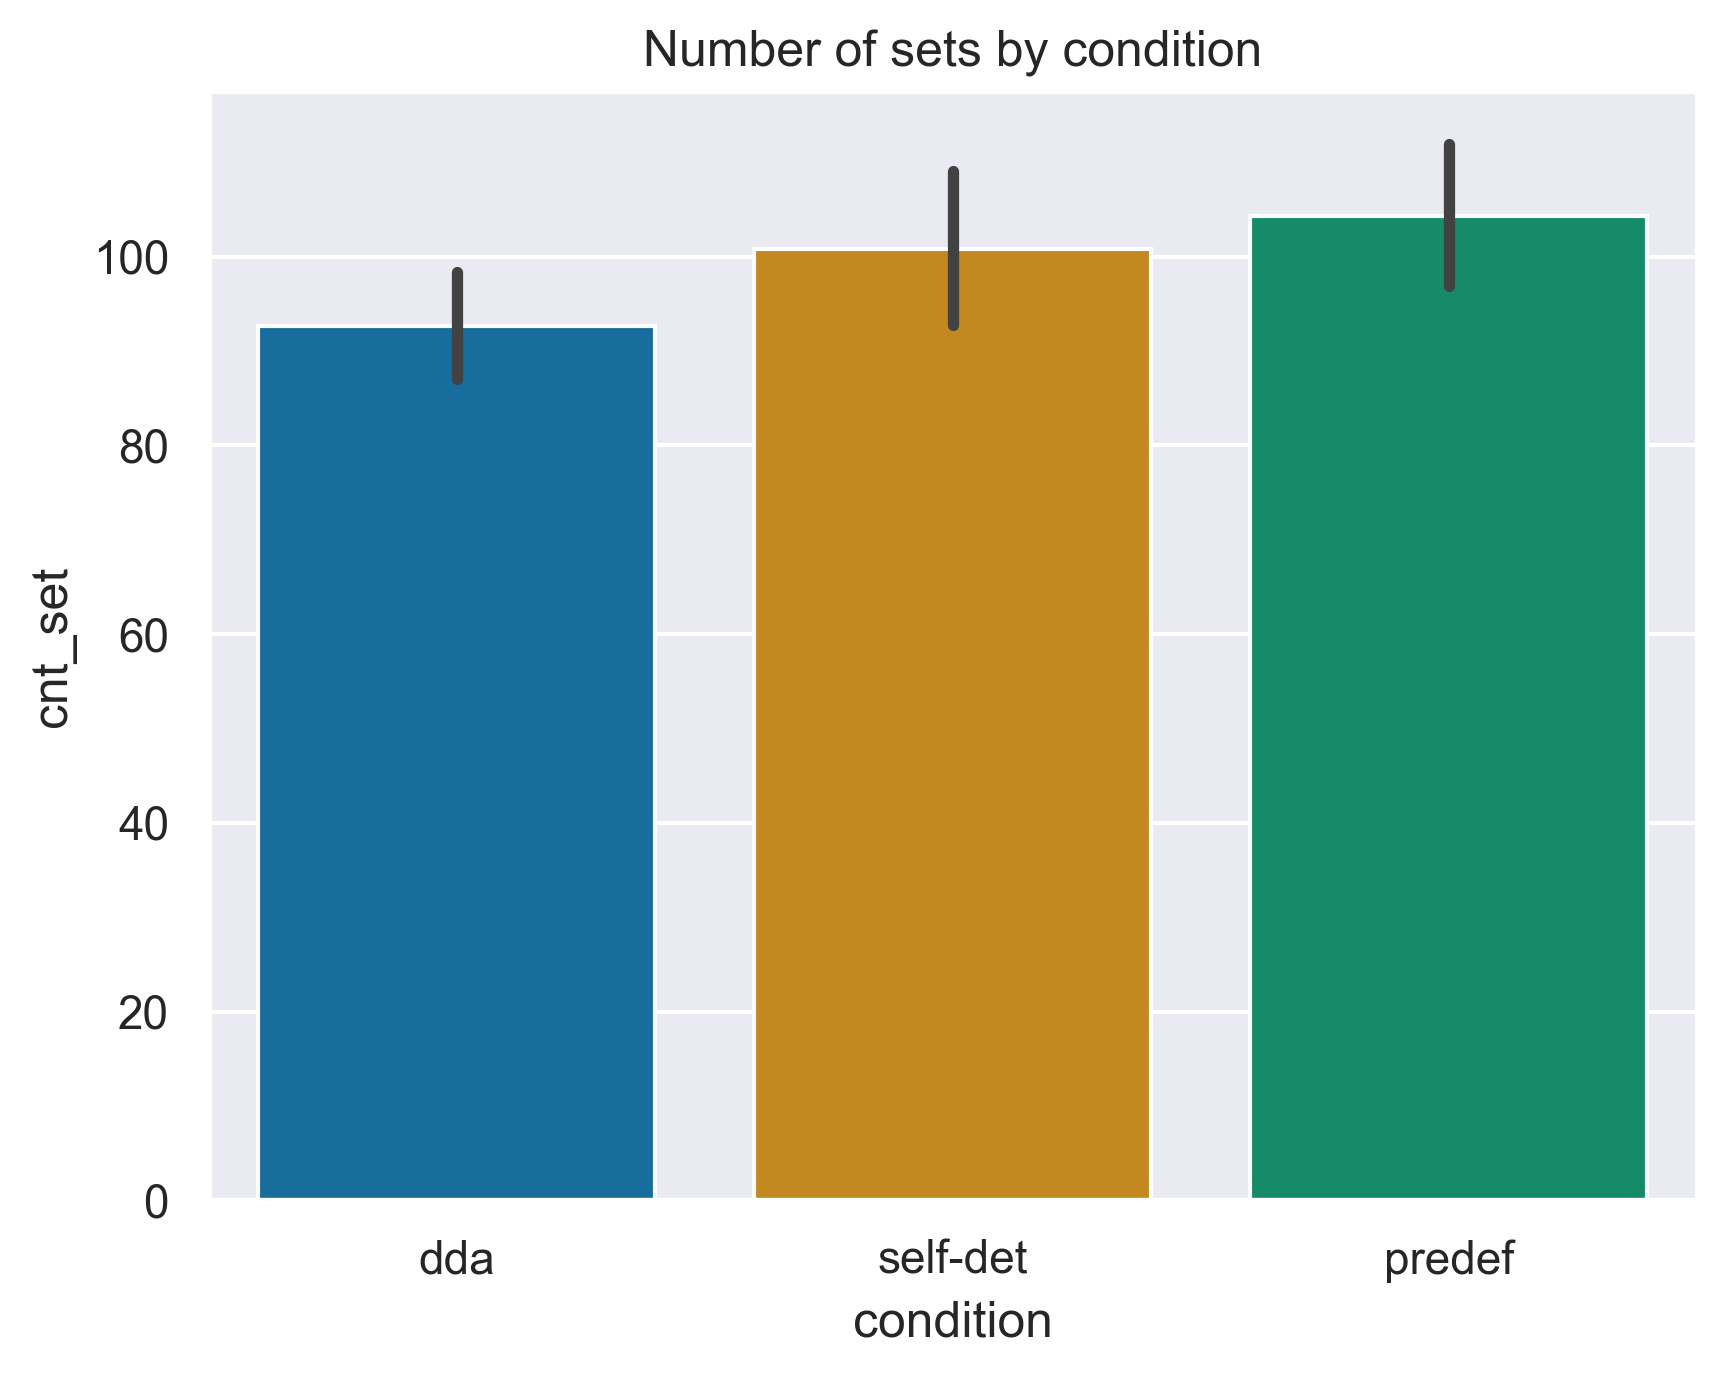 Number of sets by condition
cnt_set
100
80
60
40
20
0
dda
self-det
predef
condition